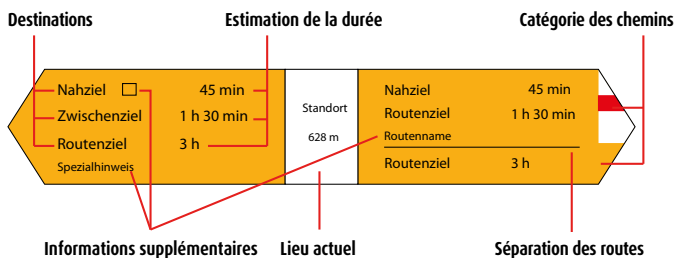 Destinations Estimation de la durée Catégorie des chemins
Nahziel 45 min
Zwischenziel 1 h 30 min
Routenziel 3 h
Spezialhinweis
Standort
628 m
Nahziel 45 min
Routenziel 1 h 30 min
Routenname
Routenziel 3 h
Informations supplémentaires Lieu actuel Séparation des routes